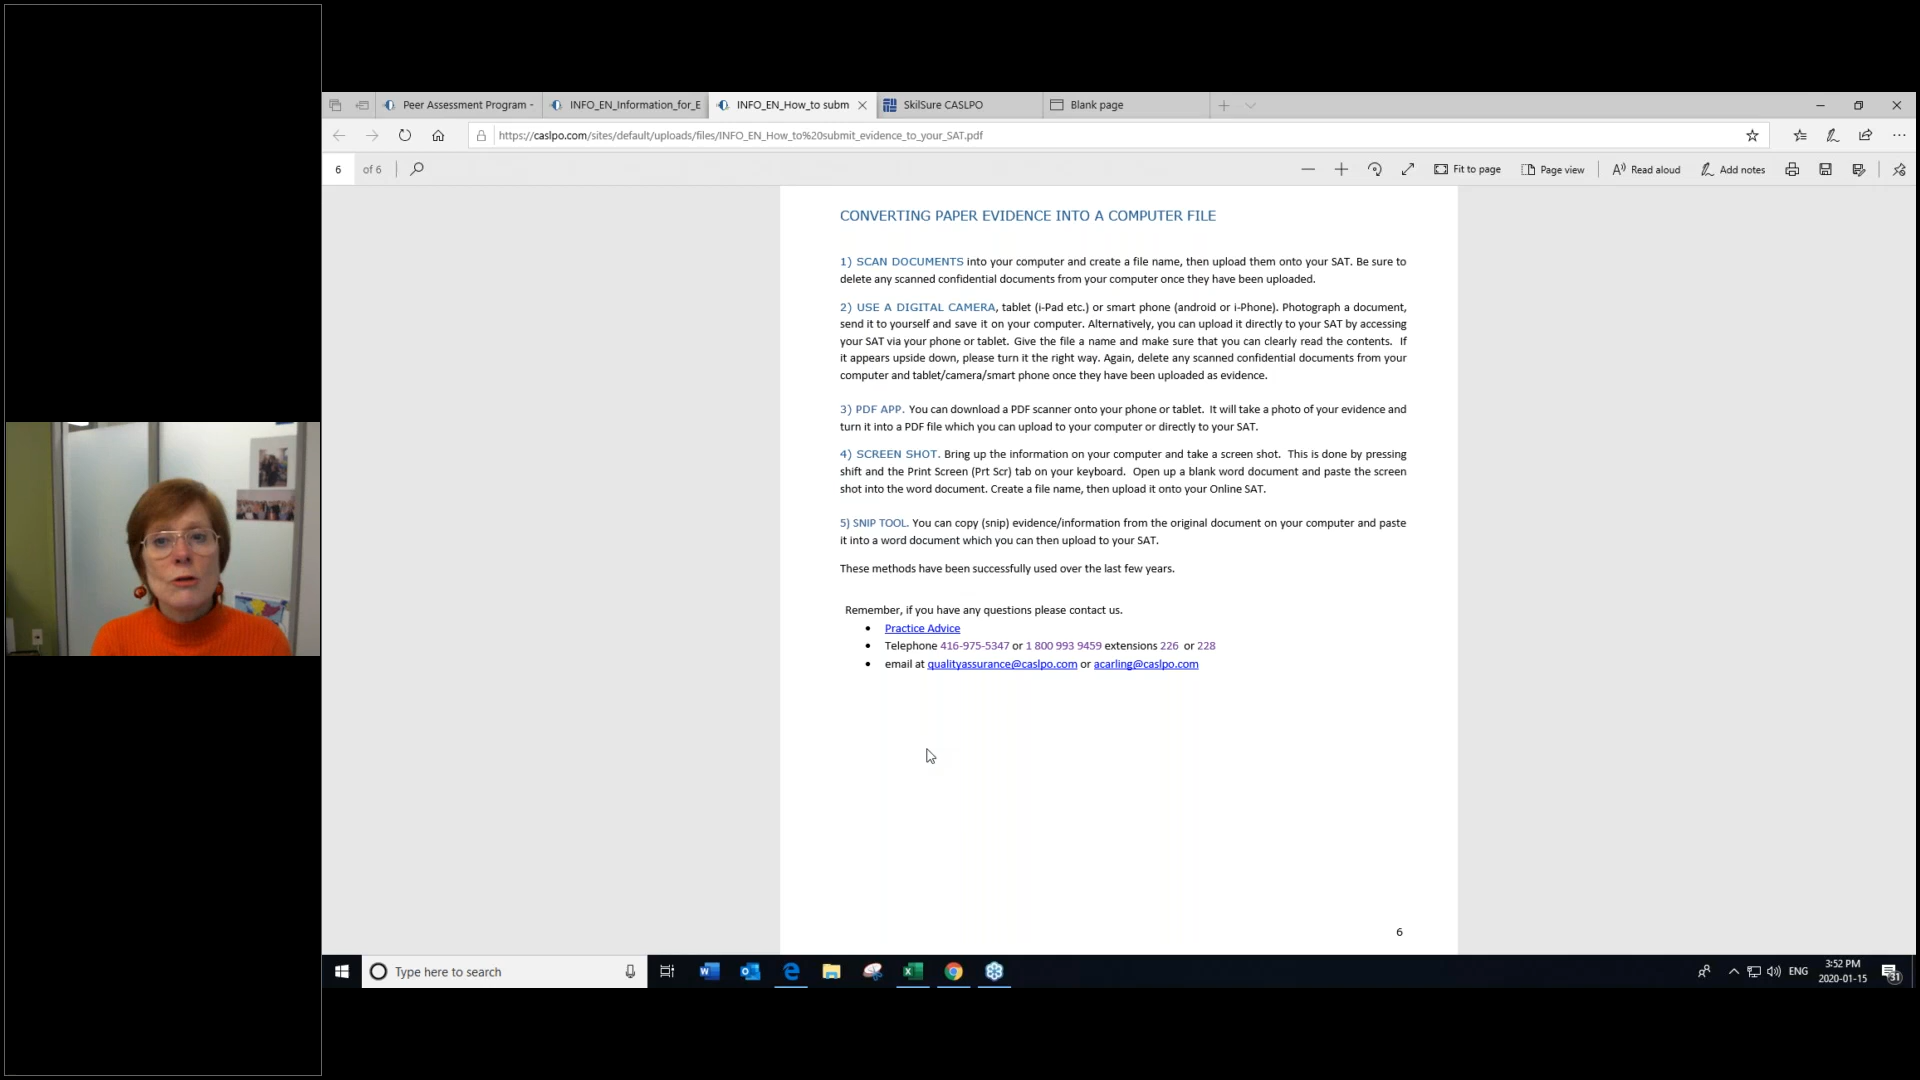 Peer Assessment Program -
INFO_EN_Information_for_E
INFO_EN_How_to subm
SkilSure CASLPO
Blank page
https://caslpo.com/sites/default/uploads/files/INFO_EN_How_to%20submit_evidence_to_your_SAT.pdf
6 of 6
Fit to page
Page view
Read aloud
Add notes
CONVERTING PAPER EVIDENCE INTO A COMPUTER FILE
1) SCAN DOCUMENTS into your computer and create a file name, then upload them onto your SAT. Be sure to
delete any scanned confidential documents from your computer once they have been uploaded.
2) USE A DIGITAL CAMERA, tablet (i-Pad etc.) or smart phone (android or i-Phone). Photograph a document,
send it to yourself and save it on your computer. Alternatively, you can upload it directly to your SAT by accessing
your SAT via your phone or tablet. Give the file a name and make sure that you can clearly read the contents. If
it appears upside down, please turn it the right way. Again, delete any scanned confidential documents from your
computer and tablet/camera/smart phone once they have been uploaded as evidence.
3) PDF APP. You can download a PDF scanner onto your phone or tablet. It will take a photo of your evidence and
turn it into a PDF file which you can upload to your computer or directly to your SAT.
4) SCREEN SHOT. Bring up the information on your computer and take a screen shot. This is done by pressing
shift and the Print Screen (Prt Scr) tab on your keyboard. Open up a blank word document and paste the screen
shot into the word document. Create a file name, then upload it onto your Online SAT.
5) SNIP TOOL. You can copy (snip) evidence/information from the original document on your computer and paste
it into a word document which you can then upload to your SAT.
These methods have been successfully used over the last few years.
Remember, if you have any questions please contact us.
• Practice Advice
• Telephone 416-975-5347 or 1 800 993 9459 extensions 226 or 228
• email at qualityassurance@caslpo.com or acarling@caslpo.com
6
Type here to search
ENG
3:52 PM
2020-01-15
31